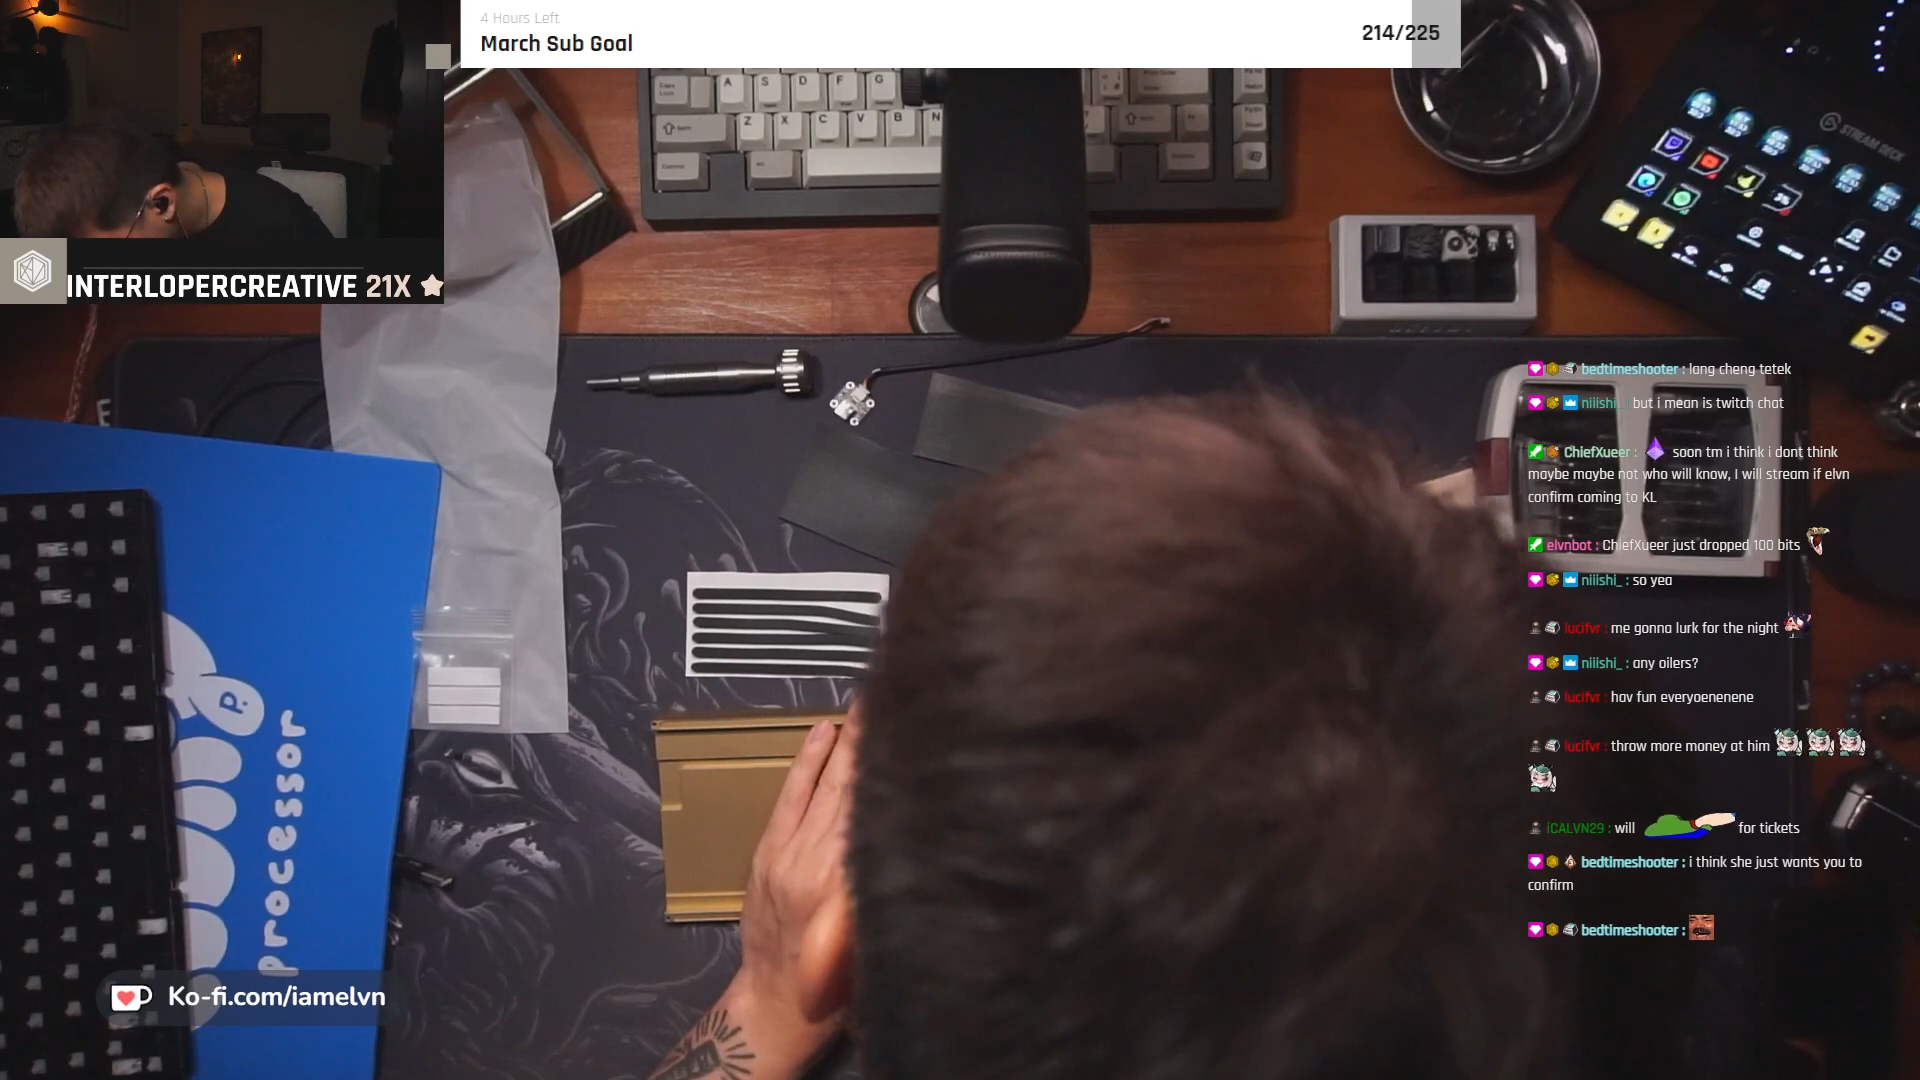 4 Hours Left
March Sub Goal
214/225
INTERLOPERCREATIVE 21X
A S D F G
Z X C V B N
STREAM DECK
bedtimeshooter : lang cheng tetek
niiishi_ but i mean is twitch chat
ChiefXueer : soon tm i think i dont think
maybe maybe not who will know, I will stream if elvn
confirm coming to KL
elvnbot : ChiefXueer just dropped 100 bits
niiishi_ : so yea
lucifvr : me gonna lurk for the night
niiishi_ : any oilers?
lucifvr : hav fun everyoenenene
lucifvr : throw more money at him
iCALVN29 : will for tickets
bedtimeshooter : i think she just wants you to
confirm
bedtimeshooter :
P.
processor
Ko-fi.com/iamelvn